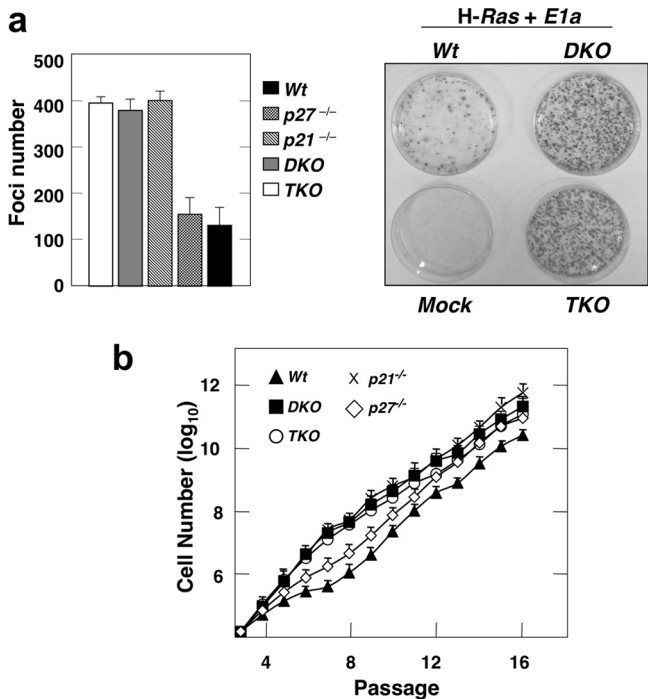 a
Foci number
500
400
300
200
100
0
Wt
p27 –/–
p21 –/–
DKO
TKO
H-Ras + E1a
Wt DKO
Mock TKO
b
Cell Number (log10)
12
10
8
6
Wt
DKO
TKO
p21-/-
p27-/-
4 8 12 16
Passage